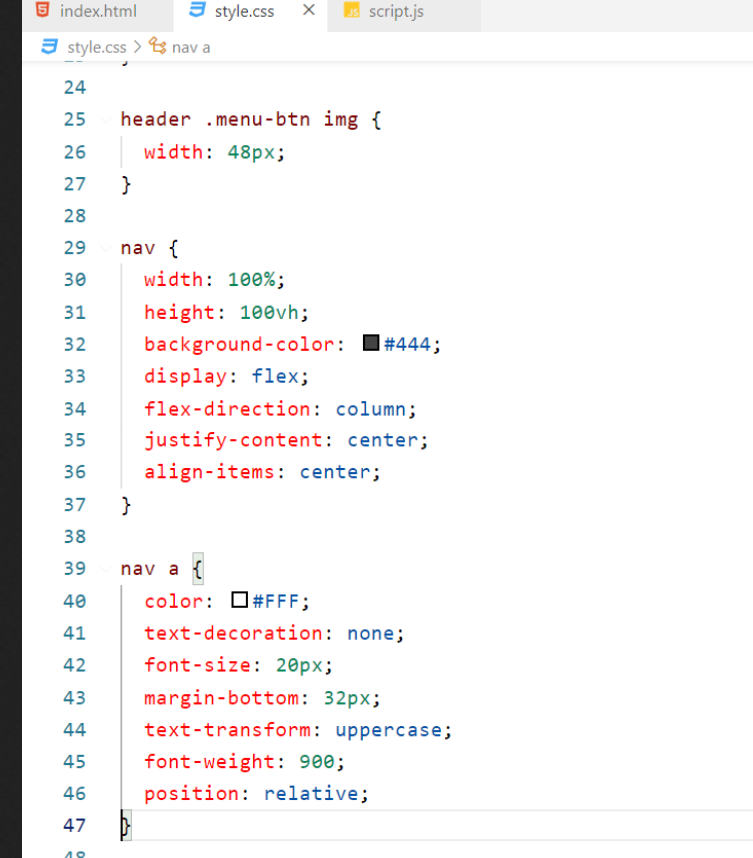 index.html style.css × JS script.js
style.css > nav a
24
25 header .menu-btn img {
26 width: 48px;
27 }
28
29 nav {
30 width: 100%;
31 height: 100vh;
32 background-color: #444;
33 display: flex;
34 flex-direction: column;
35 justify-content: center;
36 align-items: center;
37 }
38
39 nav a {
40 color: #FFF;
41 text-decoration: none;
42 font-size: 20px;
43 margin-bottom: 32px;
44 text-transform: uppercase;
45 font-weight: 900;
46 position: relative;
47 }